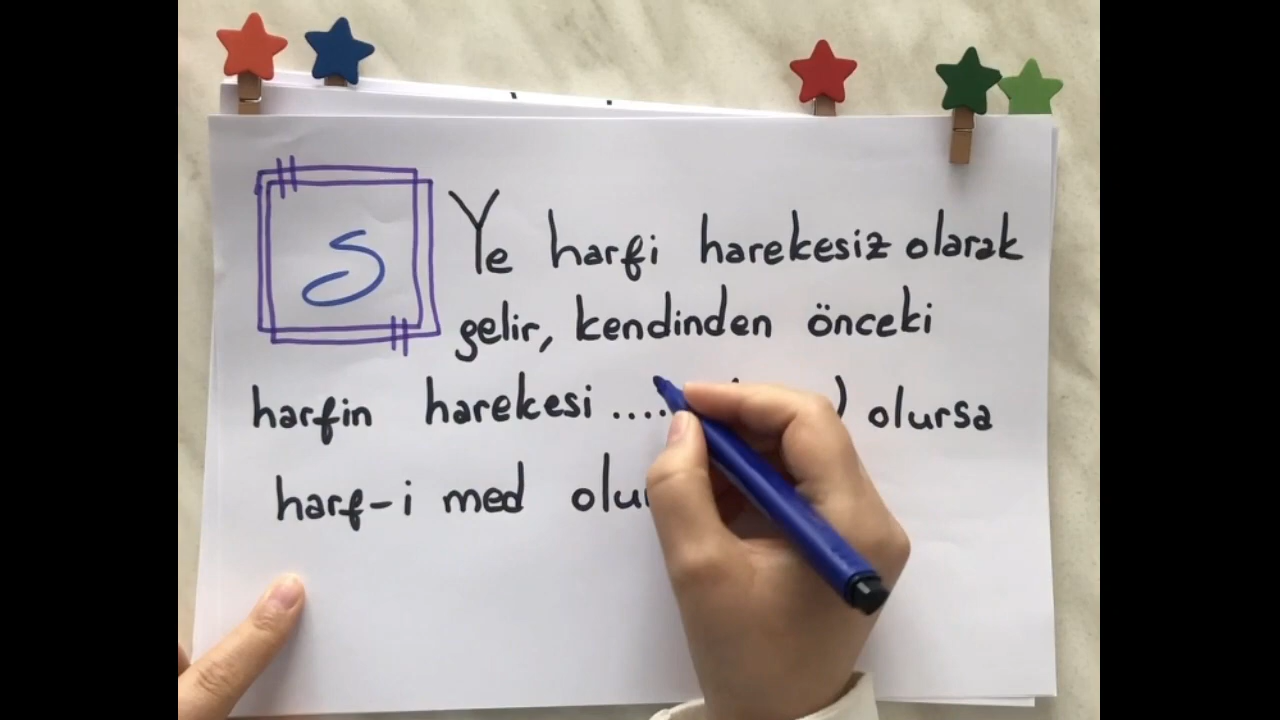 ى Ye harfi harekesiz olarak
gelir, kendinden önceki
harfin harekesi .... ) olursa
harf-i med